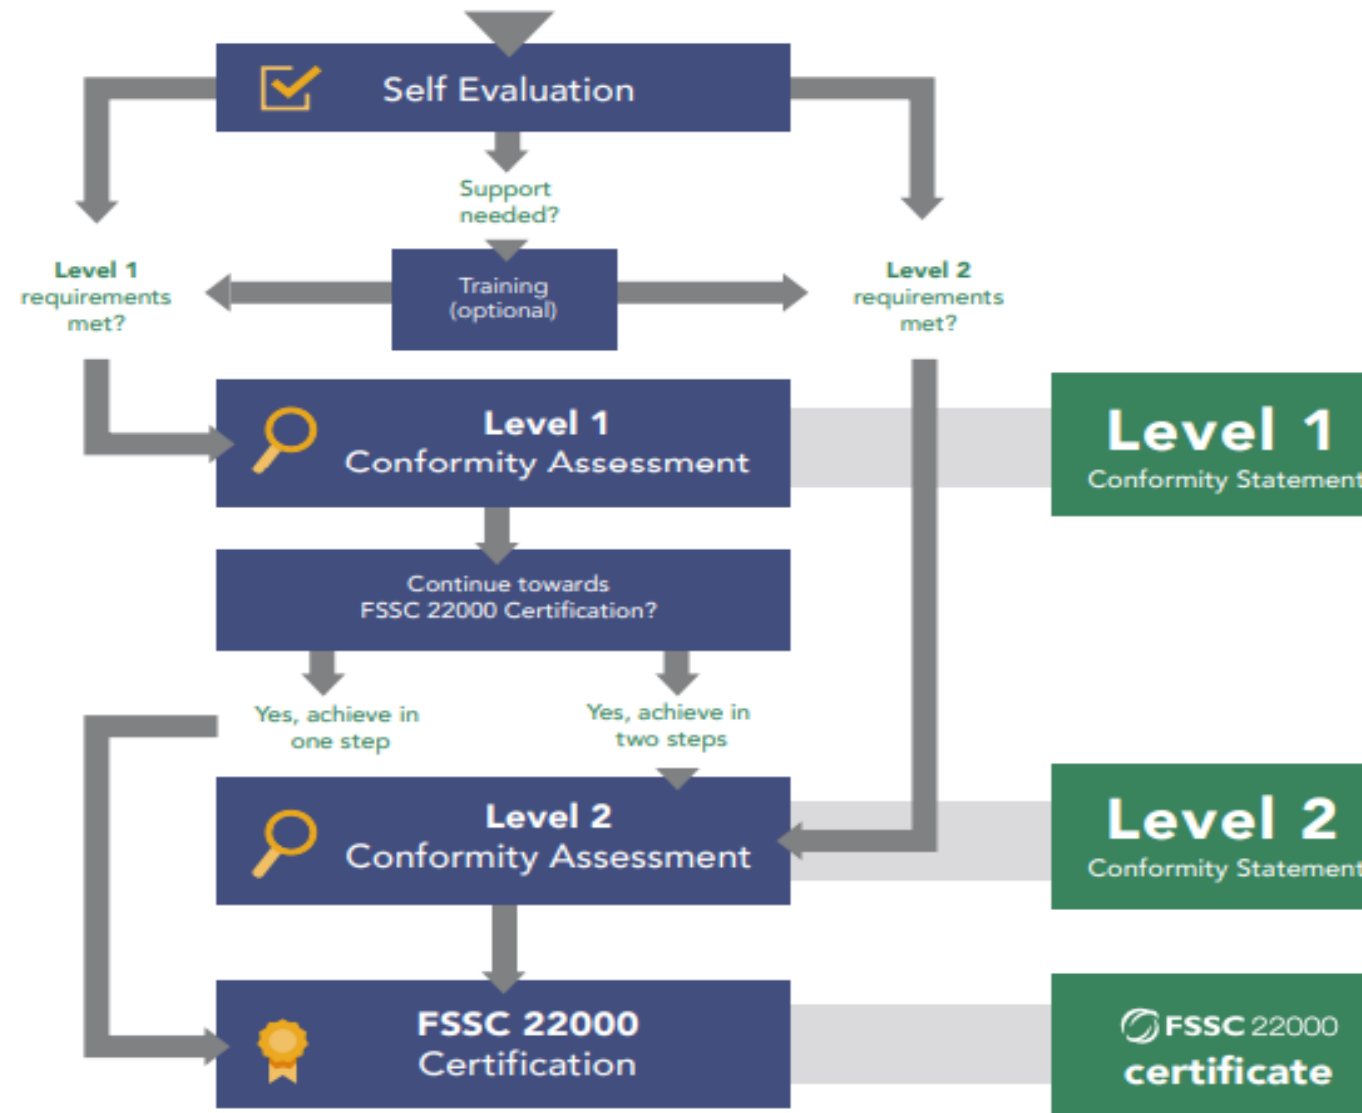 Self Evaluation
Support
needed?
Level 1
requirements
met?
Training
(optional)
Level 2
requirements
met?
Level 1
Conformity Assessment
Level 1
Conformity Statement
Continue towards
FSSC 22000 Certification?
Yes, achieve in
one step
Yes, achieve in
two steps
Level 2
Conformity Assessment
Level 2
Conformity Statement
FSSC 22000
Certification
FSSC 22000
certificate